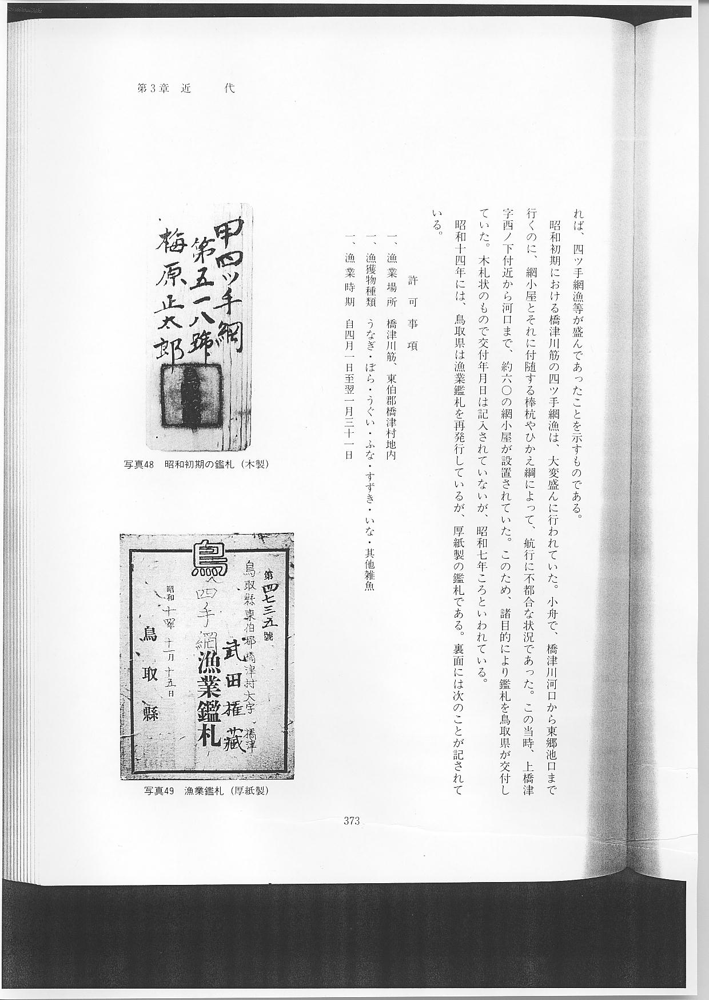 第3章　近　　代
れば、四ツ手網漁等が盛んであったことを示すものである。
昭和初期における橋津川筋の四ツ手網漁は、大変盛んに行われていた。小舟で、橋津川河口から東郷池口まで
行くのに、網小屋とそれに付随する棒杭やひかえ綱によって、航行に不都合な状況であった。この当時、上橋津
字西ノ下付近から河口まで、約六〇の網小屋が設置されていた。このため、諸目的により鑑札を鳥取県が交付し
ていた。木札状のもので交付年月日は記入されていないが、昭和七年ころといわれている。
昭和十四年には、鳥取県は漁業鑑札を再発行しているが、厚紙製の鑑札である。裏面には次のことが記されて
いる。
許可事項
一、漁業場所　橋津川筋、東伯郡橋津村地内
一、漁獲物種類　うなぎ・ぼら・うぐい・ふな・すずき・いな・其他雑魚
一、漁業時期　自四月一日至翌一月三十一日
甲四ツ手網
第五一八號
梅原正太郎
写真48　昭和初期の鑑札（木製）
第四七三五號
鳥取縣東伯郡橋津村大字橋津
武田権藏
鳥
四手網漁業鑑札
昭和十四年十一月十五日
鳥取縣
写真49　漁業鑑札（厚紙製）
373